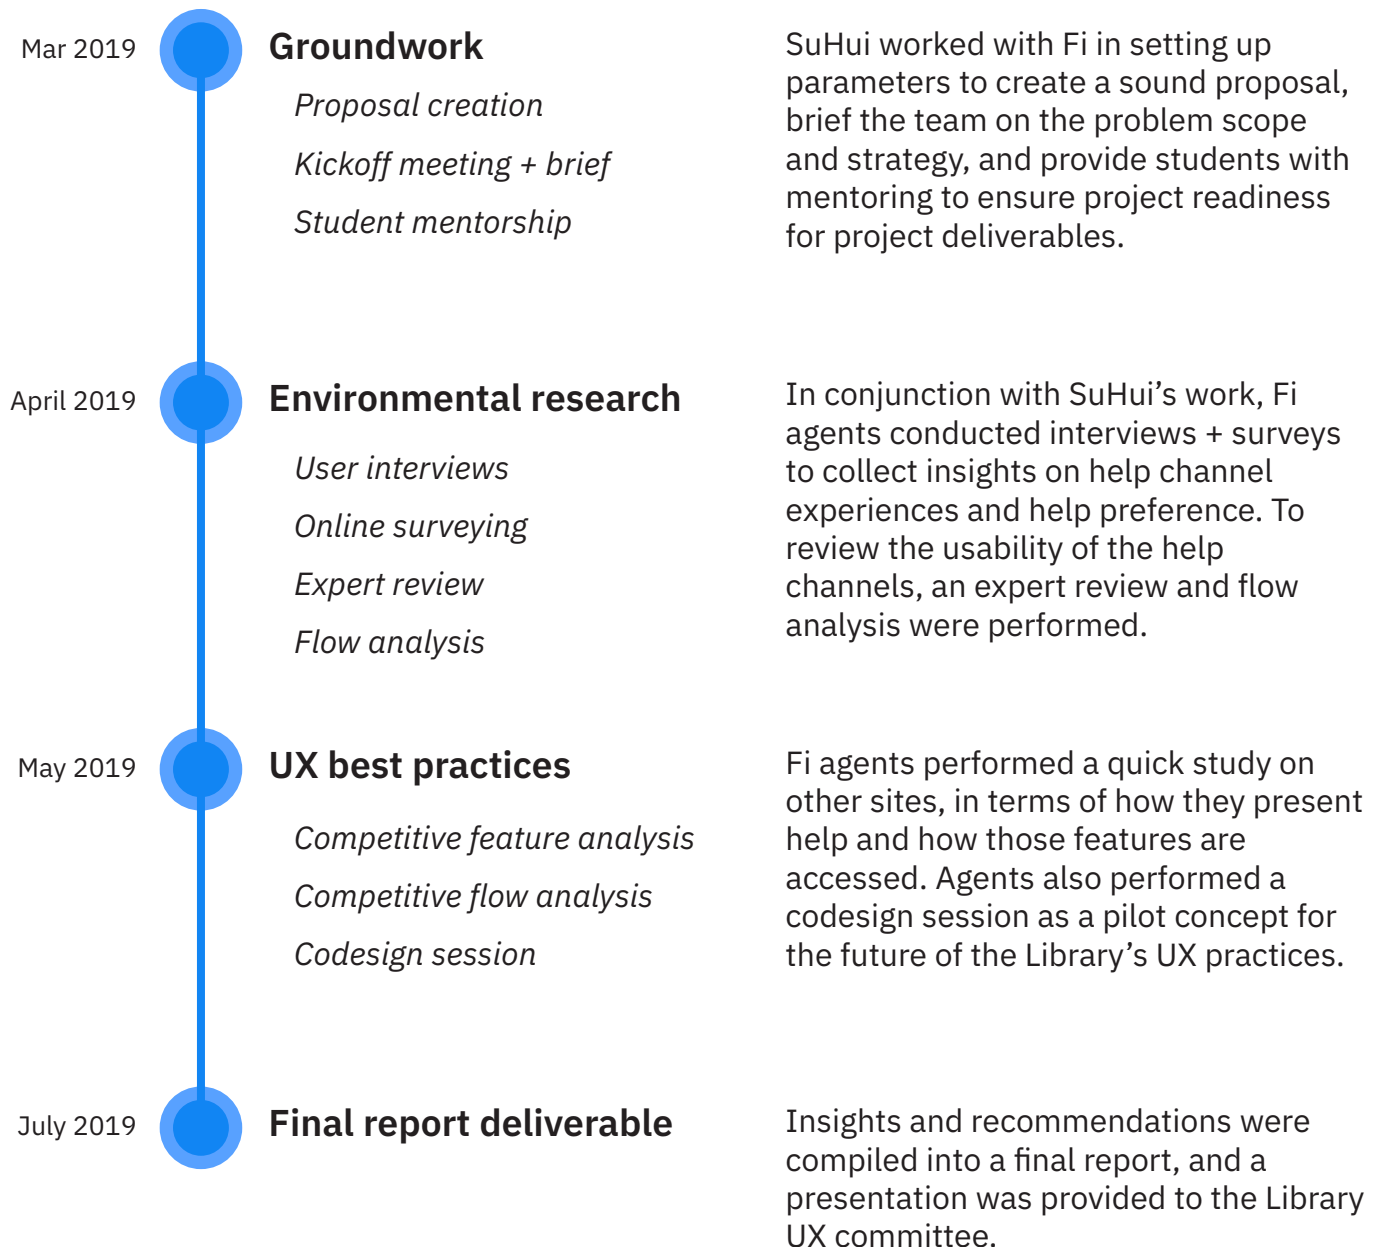 Mar 2019
Groundwork
Proposal creation
Kickoff meeting + brief
Student mentorship
SuHui worked with Fi in setting up
parameters to create a sound proposal,
brief the team on the problem scope
and strategy, and provide students with
mentoring to ensure project readiness
for project deliverables.
April 2019
Environmental research
User interviews
Online surveying
Expert review
Flow analysis
In conjunction with SuHui’s work, Fi
agents conducted interviews + surveys
to collect insights on help channel
experiences and help preference. To
review the usability of the help
channels, an expert review and flow
analysis were performed.
May 2019
UX best practices
Competitive feature analysis
Competitive flow analysis
Codesign session
Fi agents performed a quick study on
other sites, in terms of how they present
help and how those features are
accessed. Agents also performed a
codesign session as a pilot concept for
the future of the Library’s UX practices.
July 2019
Final report deliverable
Insights and recommendations were
compiled into a final report, and a
presentation was provided to the Library
UX committee.